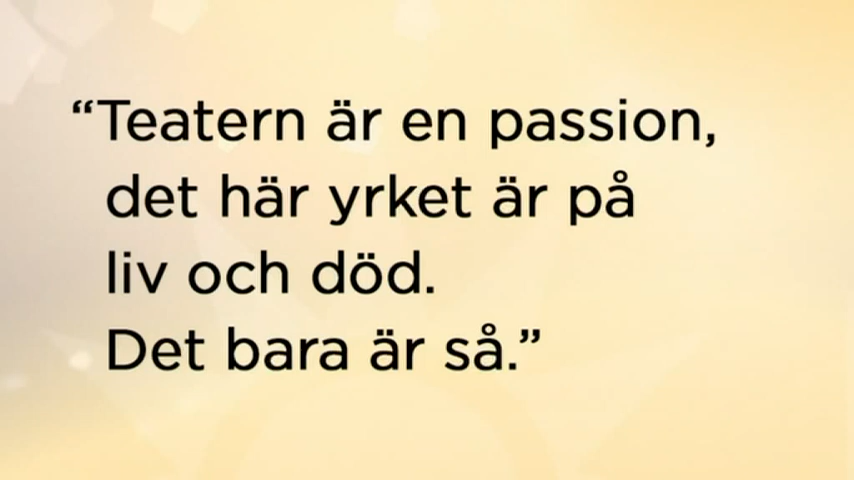 “Teatern är en passion,
det här yrket är på
liv och död.
Det bara är så.”